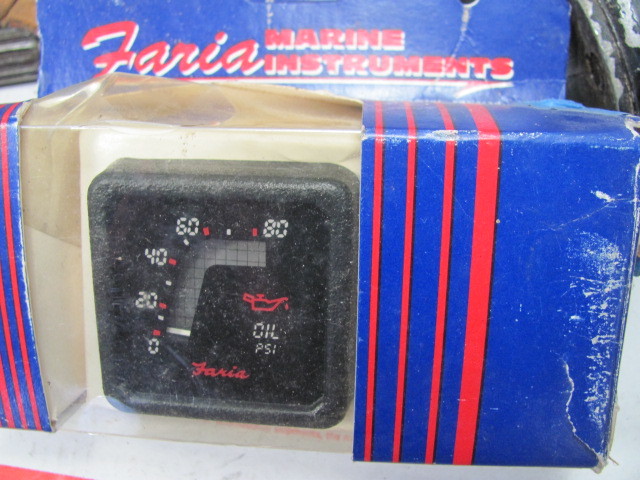 Faria MARINE
INSTRUMENTS
60 80
40
20
0
OIL
PSI
Faria